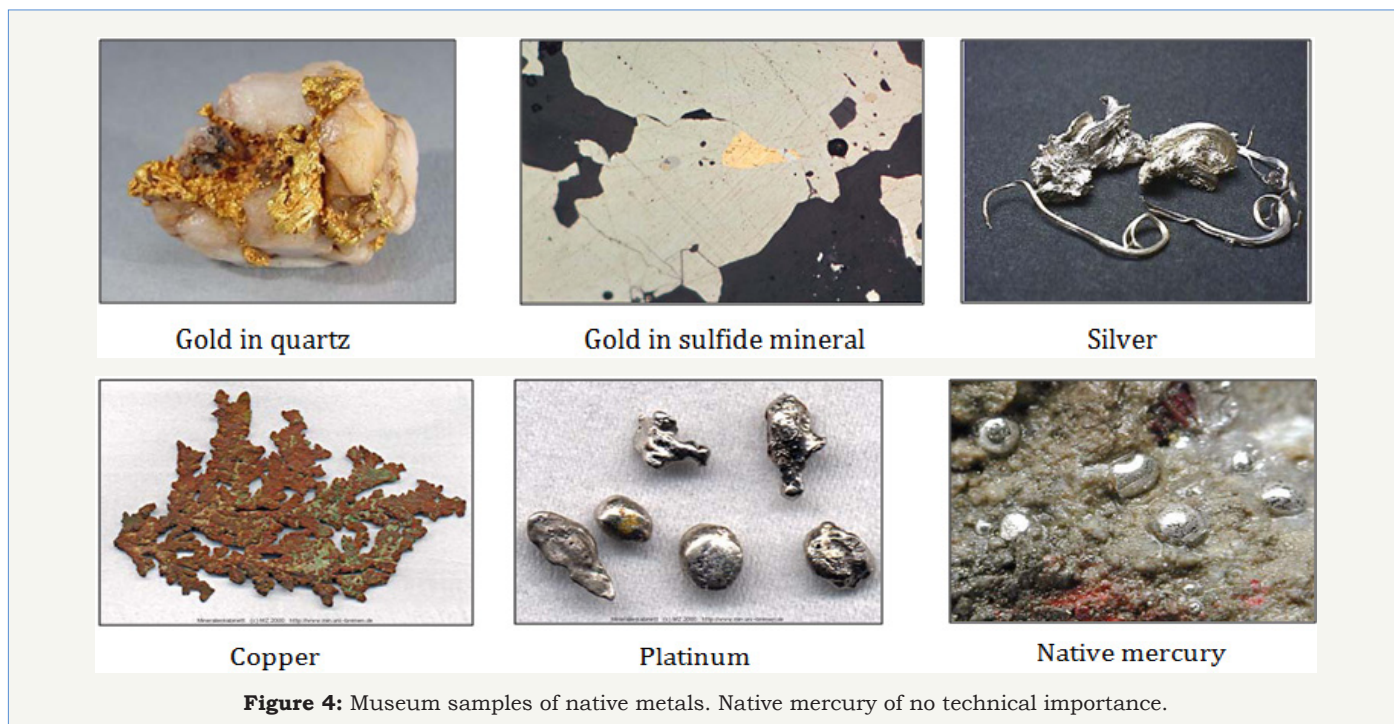 Gold in quartz
Gold in sulfide mineral
Silver
Copper
Platinum
Native mercury
Figure 4: Museum samples of native metals. Native mercury of no technical importance.